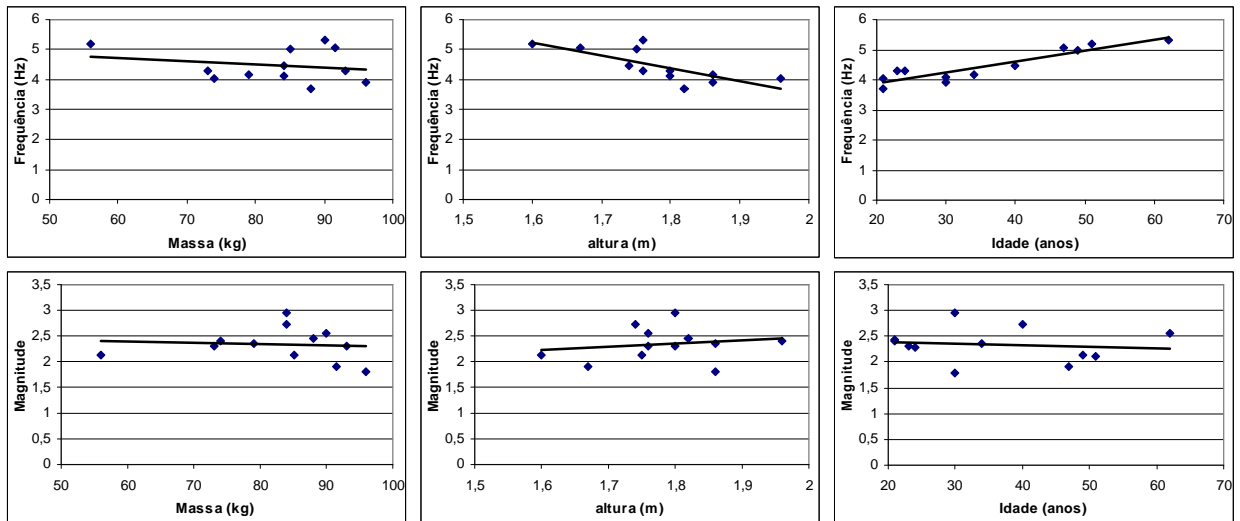 6
5
4
3
2
1
0
Frequência (Hz)
50 60 70 80 90 100
Massa (kg)
6
5
4
3
2
1
0
Frequência (Hz)
1,5 1,6 1,7 1,8 1,9 2
altura (m)
6
5
4
3
2
1
0
Frequência (Hz)
20 30 40 50 60 70
Idade (anos)
3,5
3
2,5
2
1,5
1
0,5
0
Magnitude
50 60 70 80 90 100
Massa (kg)
3,5
3
2,5
2
1,5
1
0,5
0
Magnitude
1,5 1,6 1,7 1,8 1,9 2
altura (m)
3,5
3
2,5
2
1,5
1
0,5
0
Magnitude
20 30 40 50 60 70
Idade (anos)